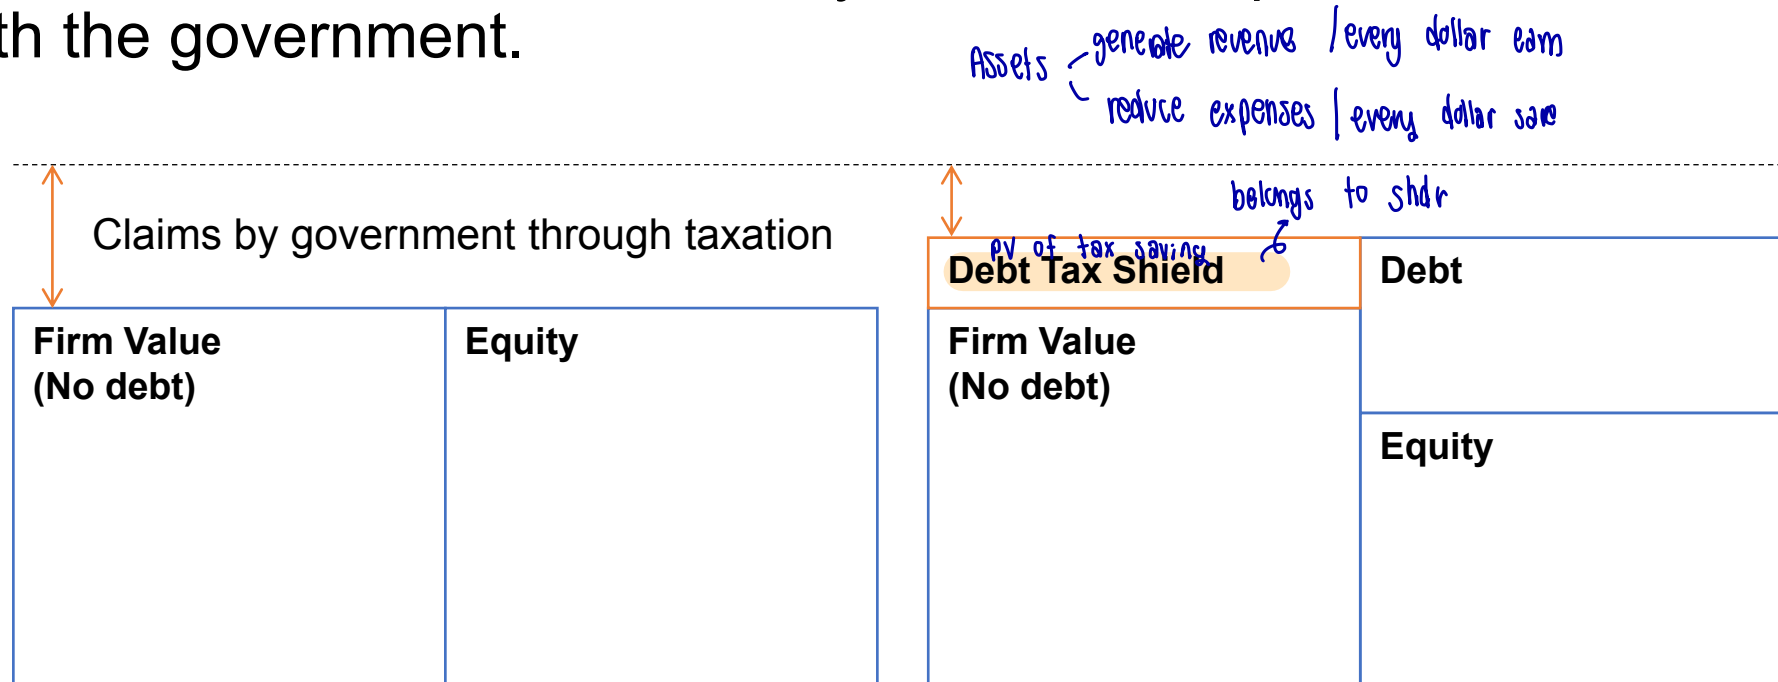 th the government.
Assets
generate revenue / every dollar earn
reduce expenses | every dollar save
belongs to shdr
Claims by government through taxation
pv of tax saving
Debt Tax Shield
Debt
Firm Value
(No debt)
Equity
Firm Value
(No debt)
Equity